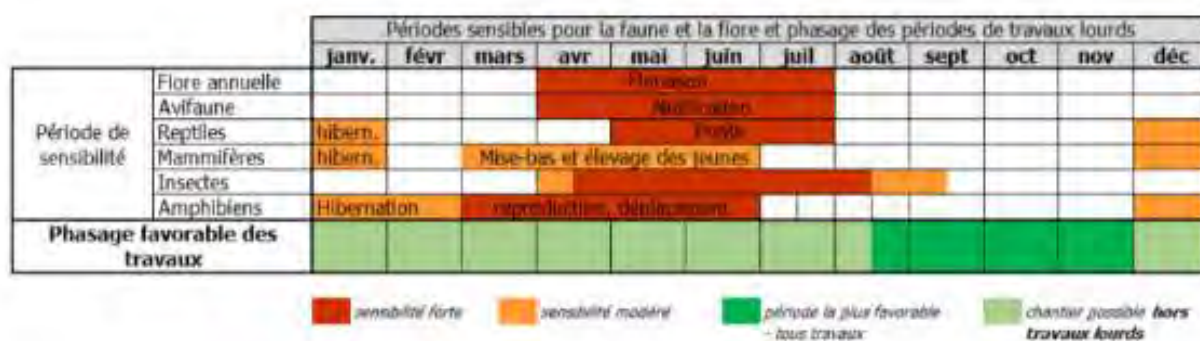 Périodes sensibles pour la faune et la flore et phasage des périodes de travaux lourds
janv. févr mars avr mai juin juil août sept oct nov déc
Période de sensibilité
Flore annuelle Floraison
Avifaune Nidification
Reptiles hibern. Ponte
Mammifères hibern. Mise-bas et élevage des jeunes
Insectes
Amphibiens Hibernation reproduction, déplacement
Phasage favorable des
travaux
sensibilité forte sensibilité modéré période la plus favorable chantier possible hors
- tous travaux travaux lourds